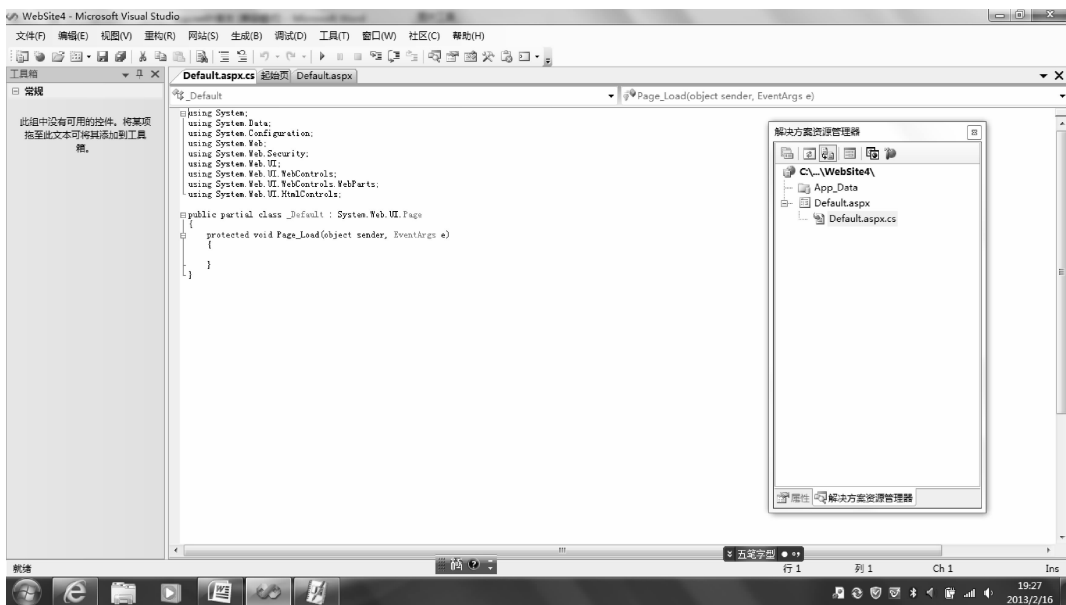 WebSite4 - Microsoft Visual Studio
文件(F) 编辑(E) 视图(V) 重构(R) 网站(S) 生成(B) 调试(D) 工具(T) 窗口(W) 社区(C) 帮助(H)
工具箱
常规
此组中没有可用的控件。将某项
拖至此文本可将其添加到工具
箱。
Default.aspx.cs 起始页 Default.aspx
_Default
Page_Load(object sender, EventArgs e)
using System;
using System.Data;
using System.Configuration;
using System.Web;
using System.Web.Security;
using System.Web.UI;
using System.Web.UI.WebControls;
using System.Web.UI.WebControls.WebParts;
using System.Web.UI.HtmlControls;
public partial class _Default : System.Web.UI.Page
{
protected void Page_Load(object sender, EventArgs e)
{
}
}
解决方案资源管理器
C:\...\WebSite4\
App_Data
Default.aspx
Default.aspx.cs
属性 解决方案资源管理器
五笔字型
就绪
行 1 列 1 Ch 1 Ins
19:27
2013/2/16